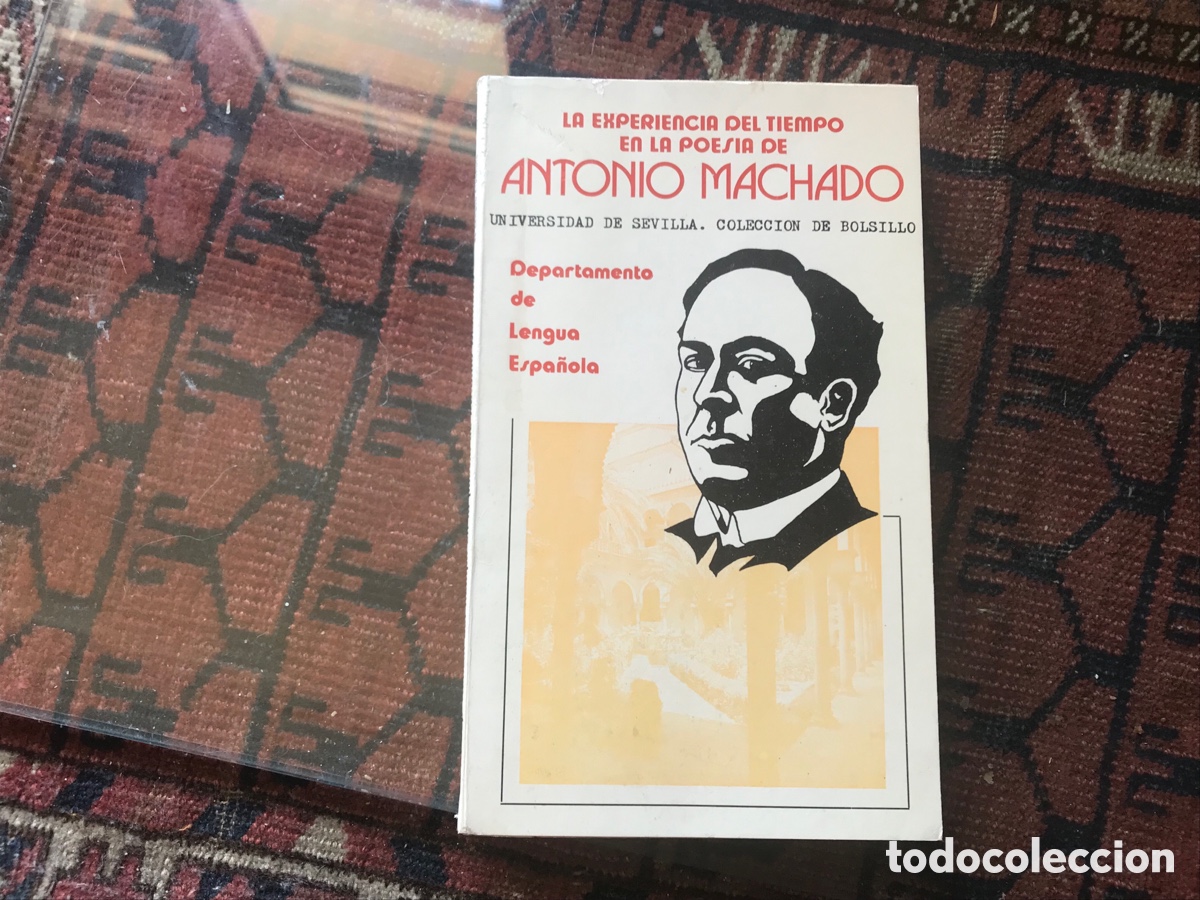 LA EXPERIENCIA DEL TIEMPO
EN LA POESIA DE
ANTONIO MACHADO
UNIVERSIDAD DE SEVILLA. COLECCION DE BOLSILLO
Departamento
de
Lengua
Española
todocoleccion